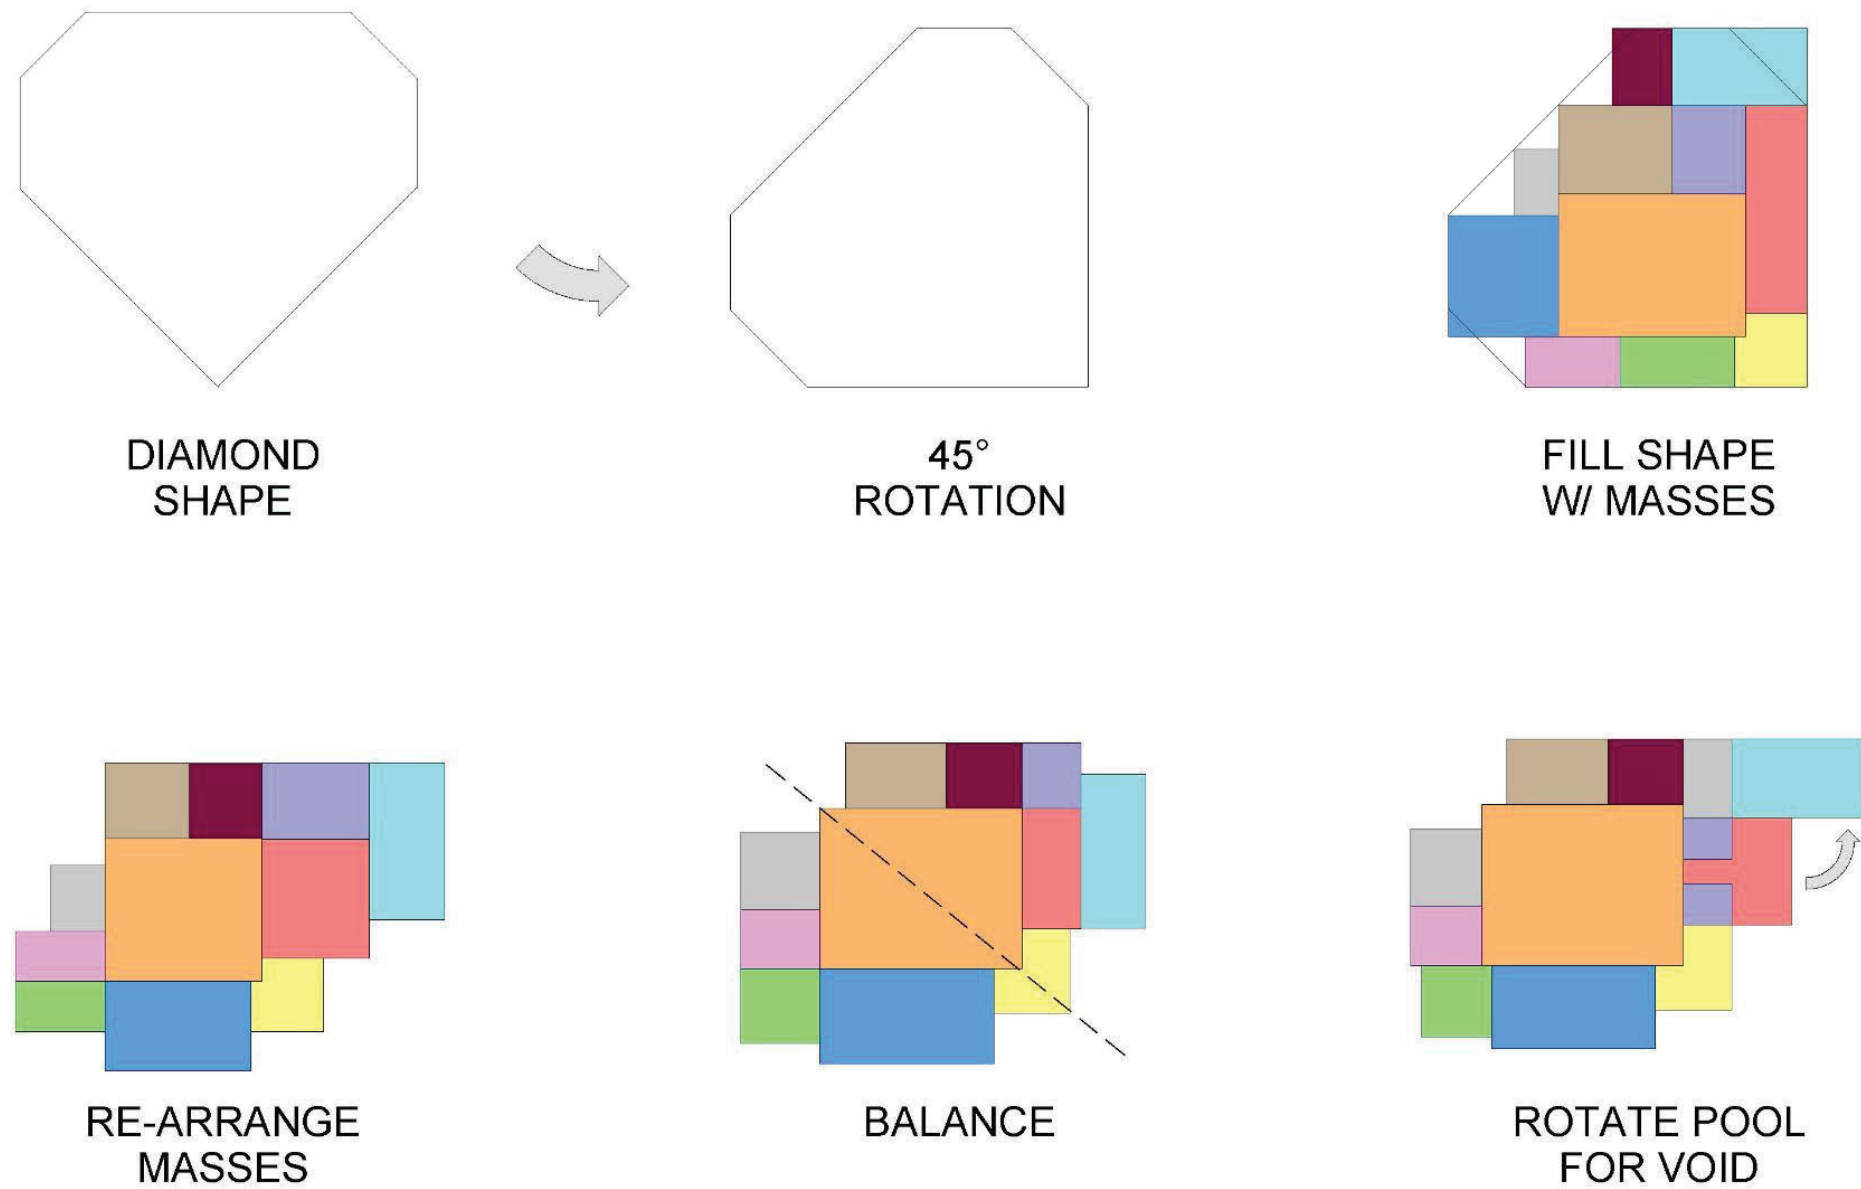 DIAMOND
SHAPE
45°
ROTATION
FILL SHAPE
W/ MASSES
RE-ARRANGE
MASSES
BALANCE
ROTATE POOL
FOR VOID